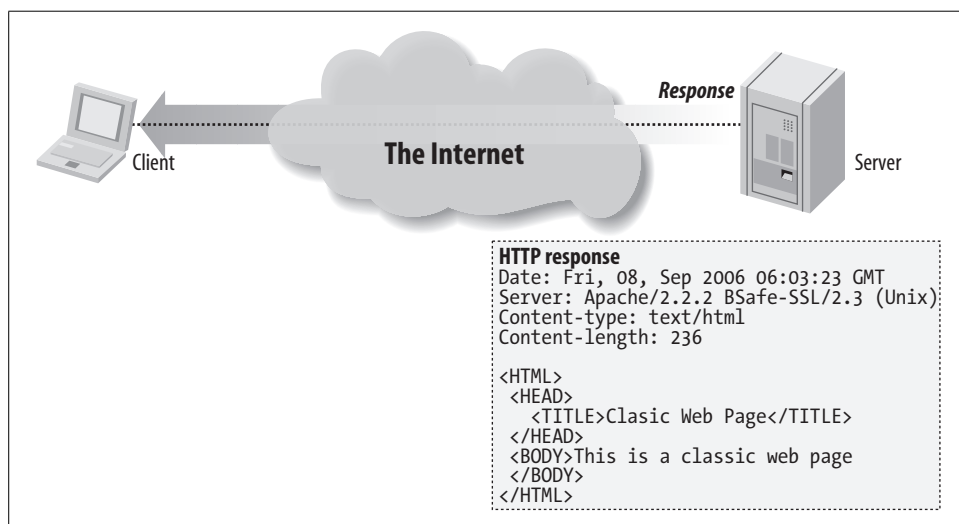 Response
Client
The Internet
Server
HTTP response
Date: Fri, 08, Sep 2006 06:03:23 GMT
Server: Apache/2.2.2 BSafe-SSL/2.3 (Unix)
Content-type: text/html
Content-length: 236
<HTML>
<HEAD>
<TITLE>Clasic Web Page</TITLE>
</HEAD>
<BODY>This is a classic web page
</BODY>
</HTML>